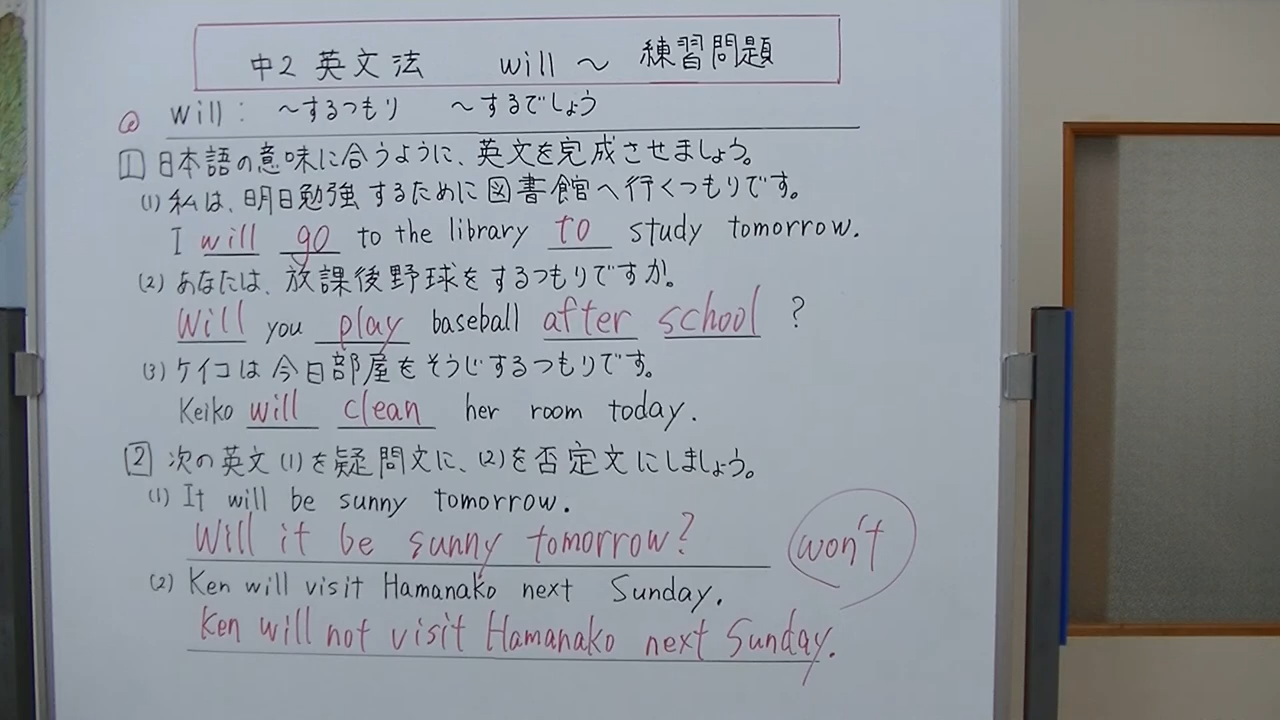 中2 英文法 will ～ 練習問題
@ will: ～するつもり ～するでしょう
1 日本語の意味に合うように、英文を完成させましょう。
(1) 私は、明日勉強するために図書館へ行くつもりです。
I will go to the library to study tomorrow.
(2) あなたは、放課後野球をするつもりですか。
Will you play baseball after school ?
(3) ケイコは今日部屋をそうじするつもりです。
Keiko will clean her room today.
2 次の英文(1)を疑問文に、(2)を否定文にしましょう。
(1) It will be sunny tomorrow.
Will it be sunny tomorrow?
won't
(2) Ken will visit Hamanako next Sunday.
Ken will not visit Hamanako next Sunday.